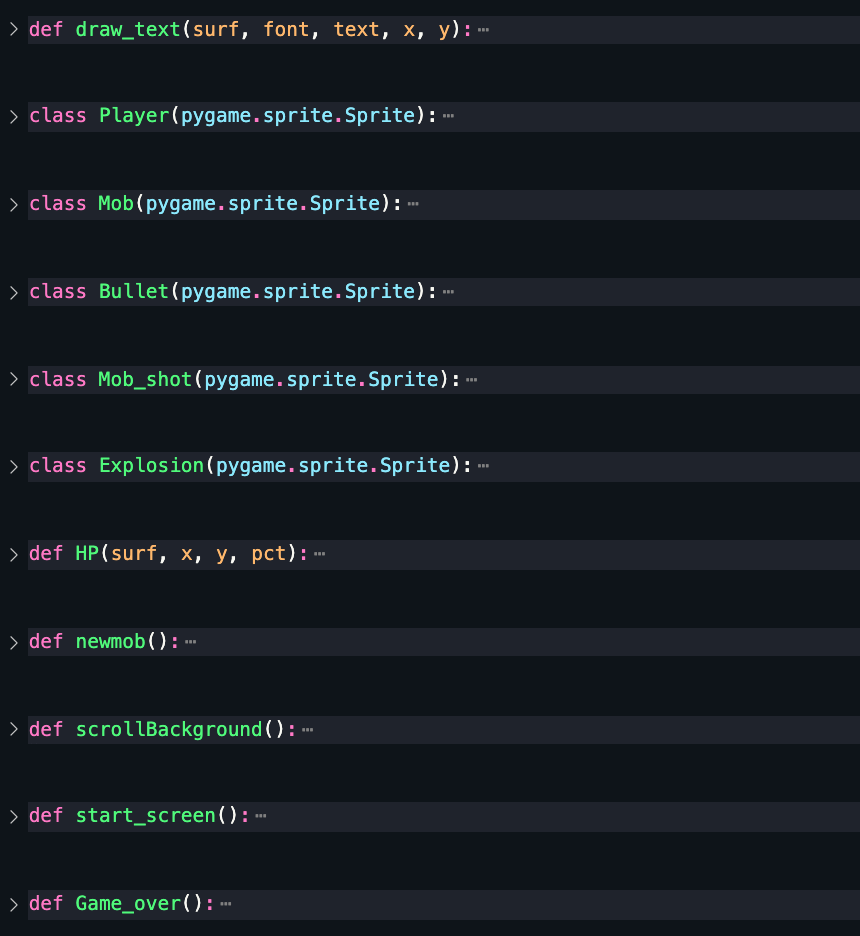 def draw_text(surf, font, text, x, y):…
class Player(pygame.sprite.Sprite):…
class Mob(pygame.sprite.Sprite):…
class Bullet(pygame.sprite.Sprite):…
class Mob_shot(pygame.sprite.Sprite):…
class Explosion(pygame.sprite.Sprite):…
def HP(surf, x, y, pct):…
def newmob():…
def scrollBackground():…
def start_screen():…
def Game_over():…